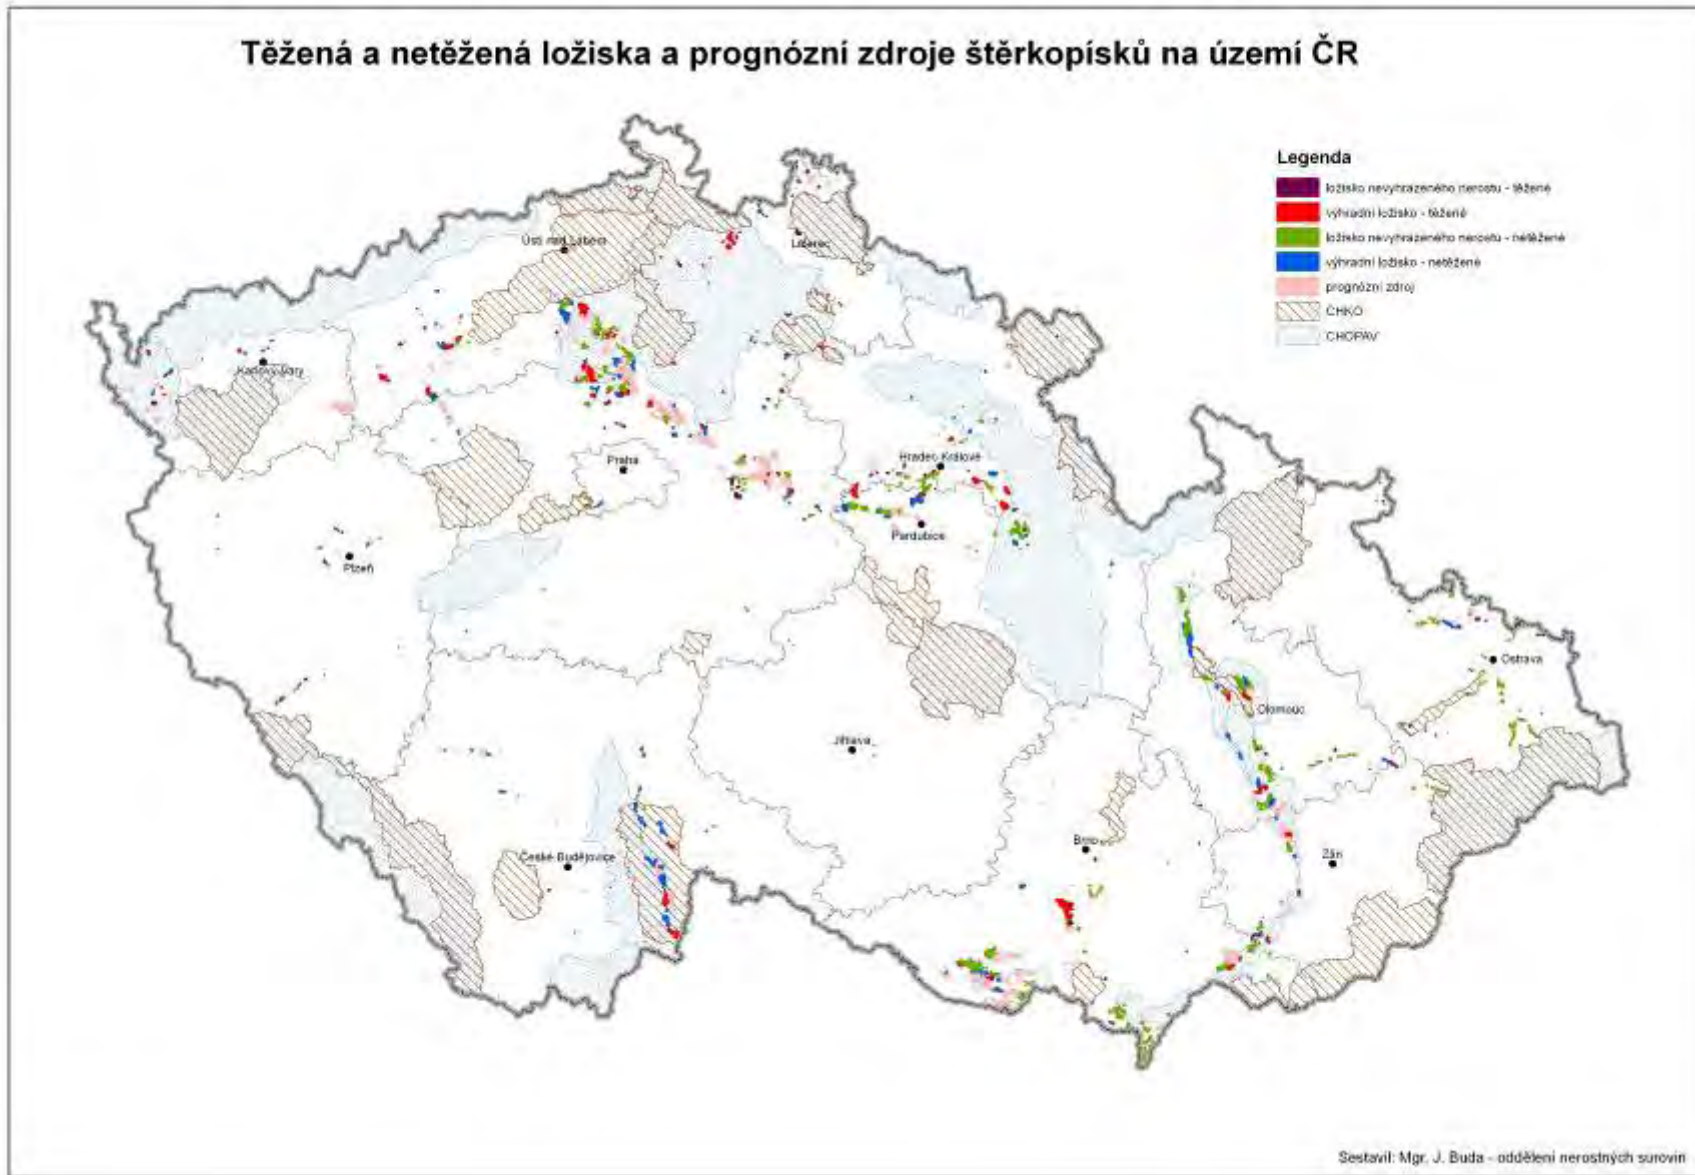 Těžená a netěžená ložiska a prognózní zdroje štěrkopísků na území ČR
Legenda
ložisko nevyhrazeného nerostu - těžené
výhradní ložisko - těžené
ložisko nevyhrazeného nerostu - netěžené
výhradní ložisko - netěžené
prognózní zdroj
CHKO
CHOPAV
Ústí nad Labem
Liberec
Karlovy Vary
Praha
Hradec Králové
Pardubice
Plzeň
Ostrava
Olomouc
Jihlava
České Budějovice
Brno
Zlín
Sestavil: Mgr. J. Buda - oddělení nerostných surovin